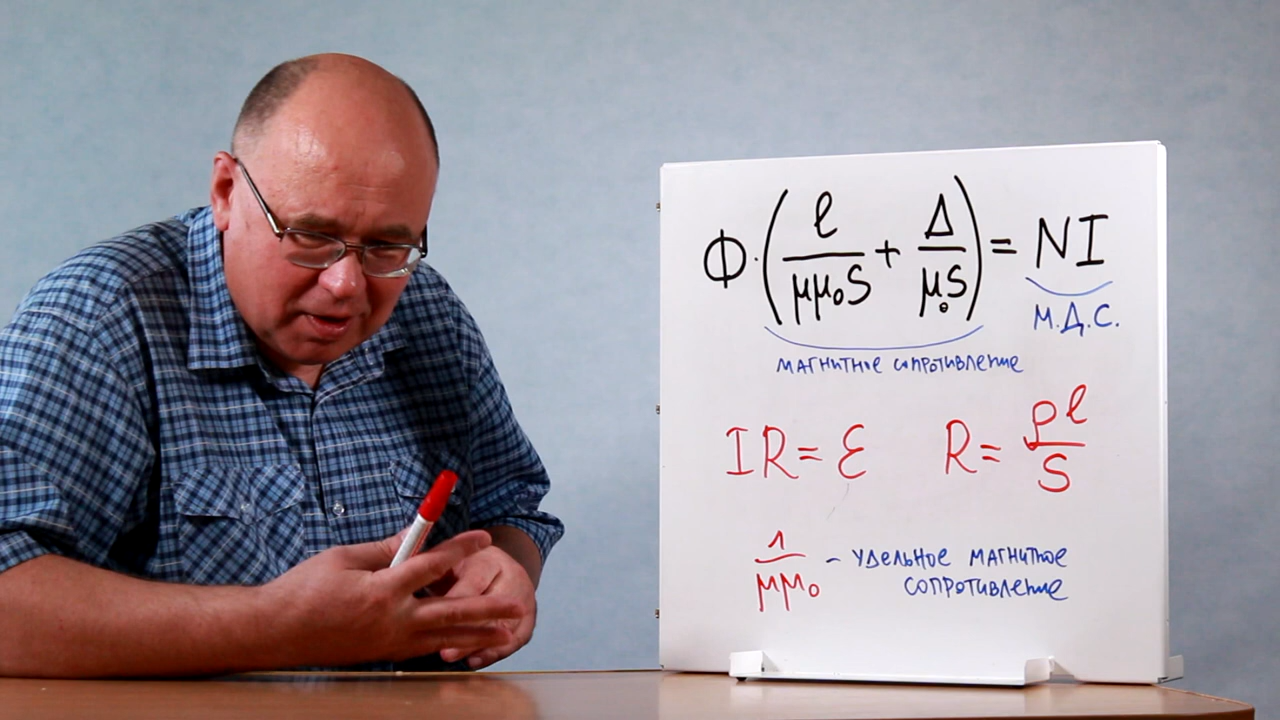 Φ·(ℓ/μμ₀S + Δ/μ₀S) = NI
М.Д.С.
магнитное сопротивление
IR = ℰ R = ρℓ/S
1/μμ₀ – удельное магнитное
сопротивление